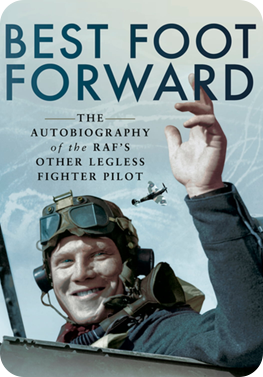 BEST FOOT
FORWARD
THE
AUTOBIOGRAPHY
of the RAF'S
OTHER LEGLESS
FIGHTER PILOT